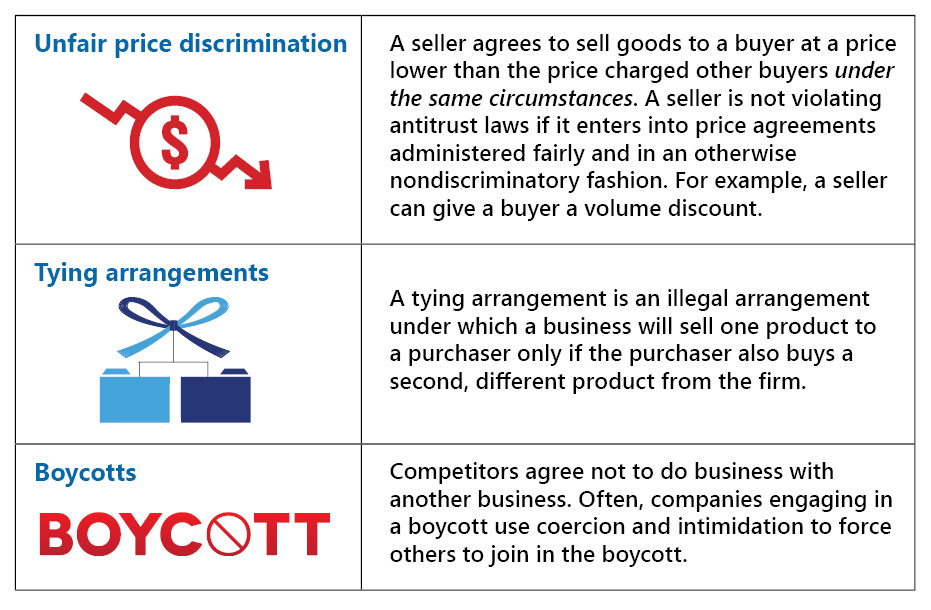 Unfair price discrimination
$
A seller agrees to sell goods to a buyer at a price
lower than the price charged other buyers under
the same circumstances. A seller is not violating
antitrust laws if it enters into price agreements
administered fairly and in an otherwise
nondiscriminatory fashion. For example, a seller
can give a buyer a volume discount.
Tying arrangements
A tying arrangement is an illegal arrangement
under which a business will sell one product to
a purchaser only if the purchaser also buys a
second, different product from the firm.
Boycotts
BOYCOTT
Competitors agree not to do business with
another business. Often, companies engaging in
a boycott use coercion and intimidation to force
others to join in the boycott.